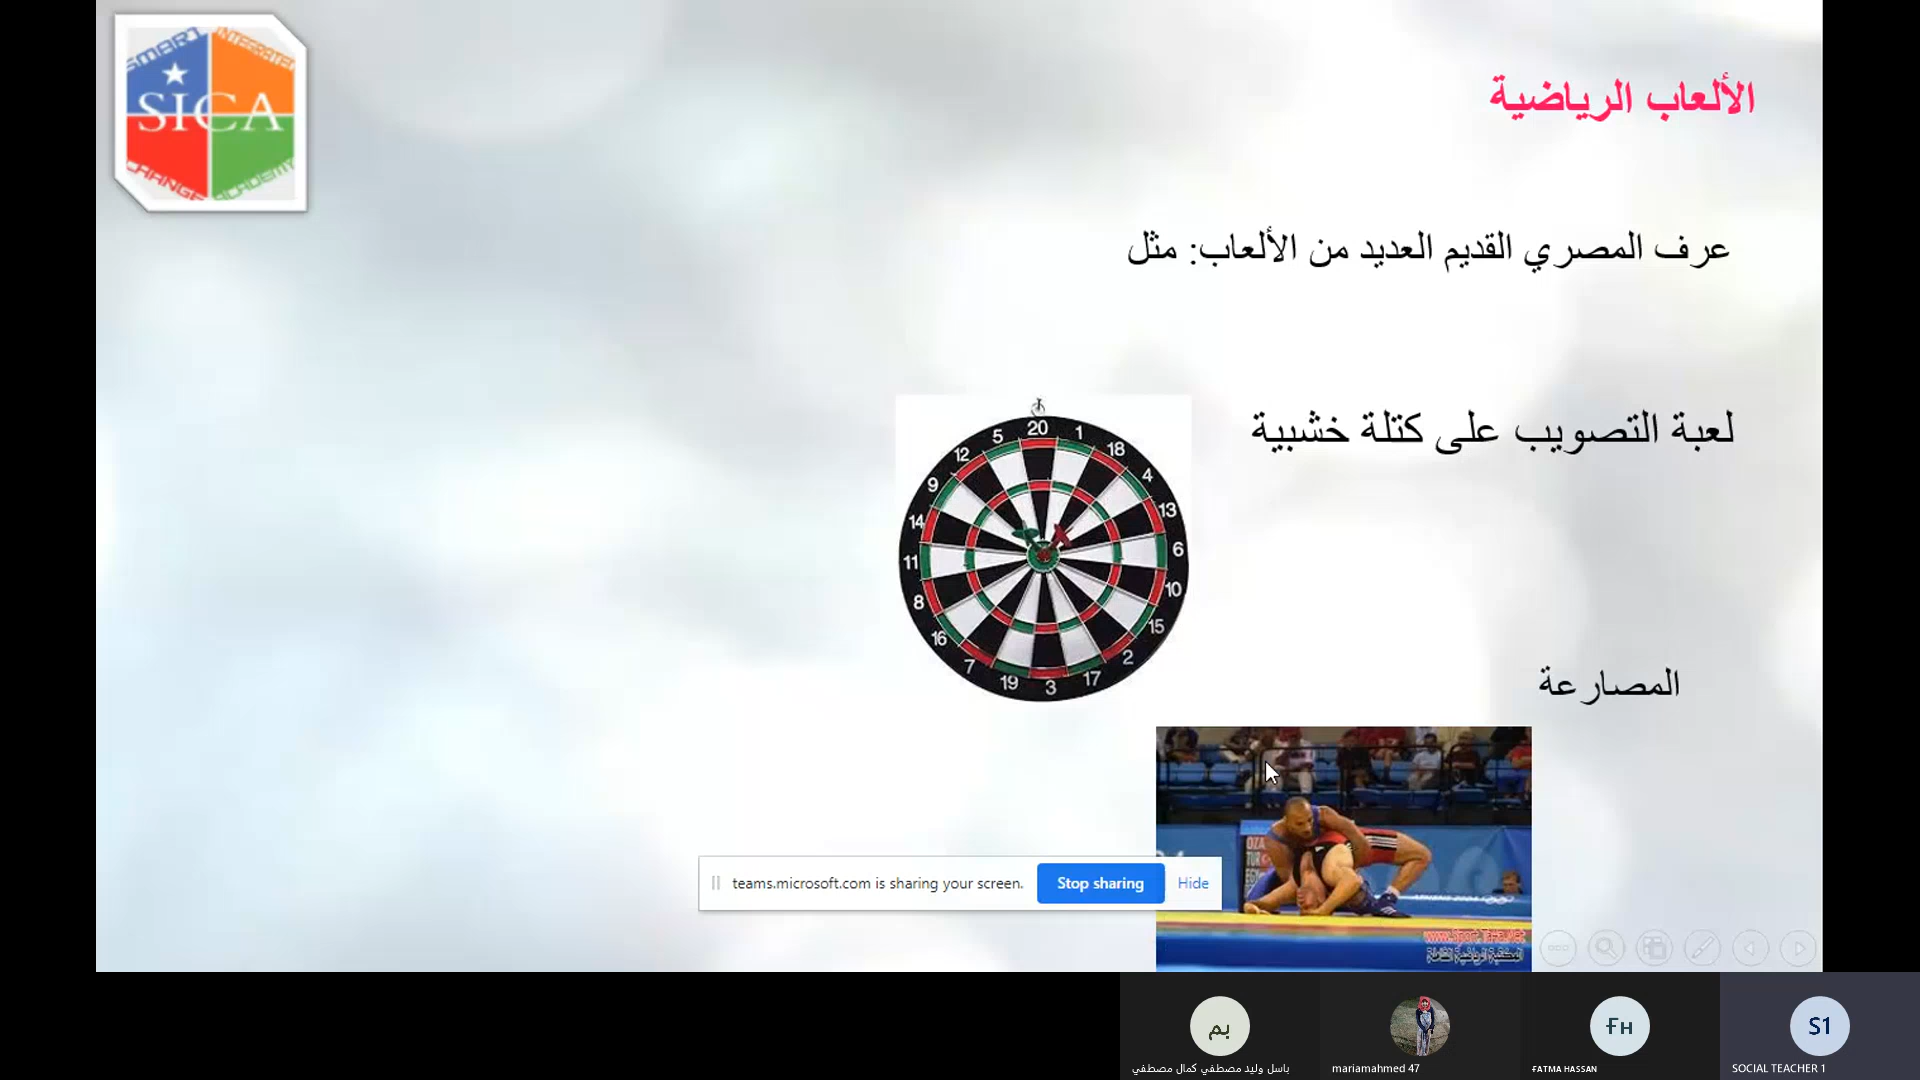 SMART
INTEGRATED
SICA
CHANGE
ACADEMY
الألعاب الرياضية
عرف المصري القديم العديد من الألعاب: مثل
لعبة التصويب على كتلة خشبية
20
1
18
4
13
6
10
15
2
17
3
19
7
16
8
11
14
9
12
5
المصارعة
teams.microsoft.com is sharing your screen.
Stop sharing
Hide
بم
باسل وليد مصطفي كمال مصطفي
mariamahmed 47
FH
FATMA HASSAN
S1
SOCIAL TEACHER 1